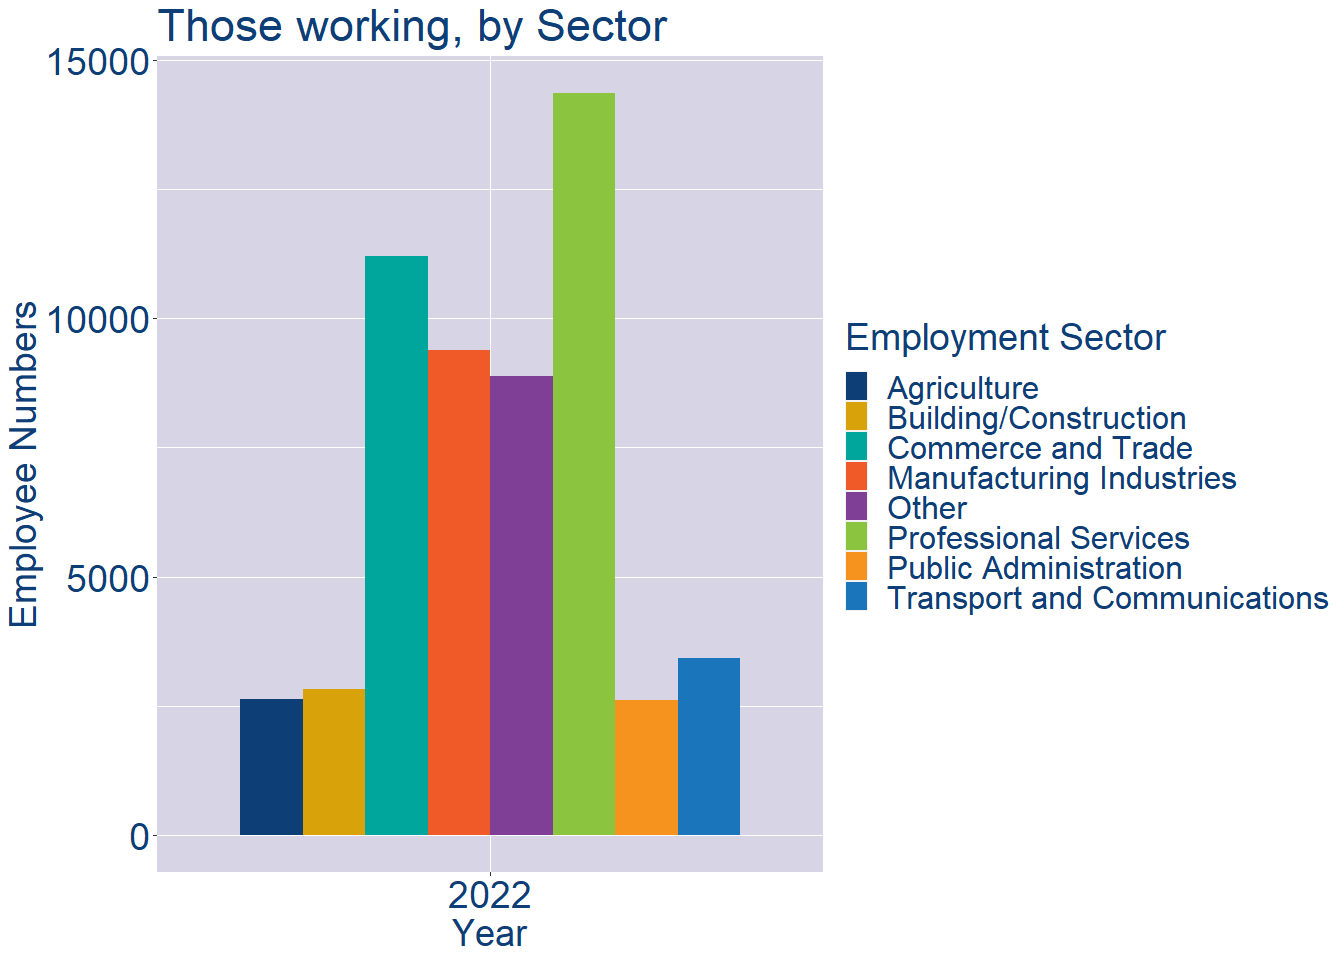 Those working, by Sector
15000
10000
5000
0
Employee Numbers
2022
Year
Employment Sector
Agriculture
Building/Construction
Commerce and Trade
Manufacturing Industries
Other
Professional Services
Public Administration
Transport and Communications